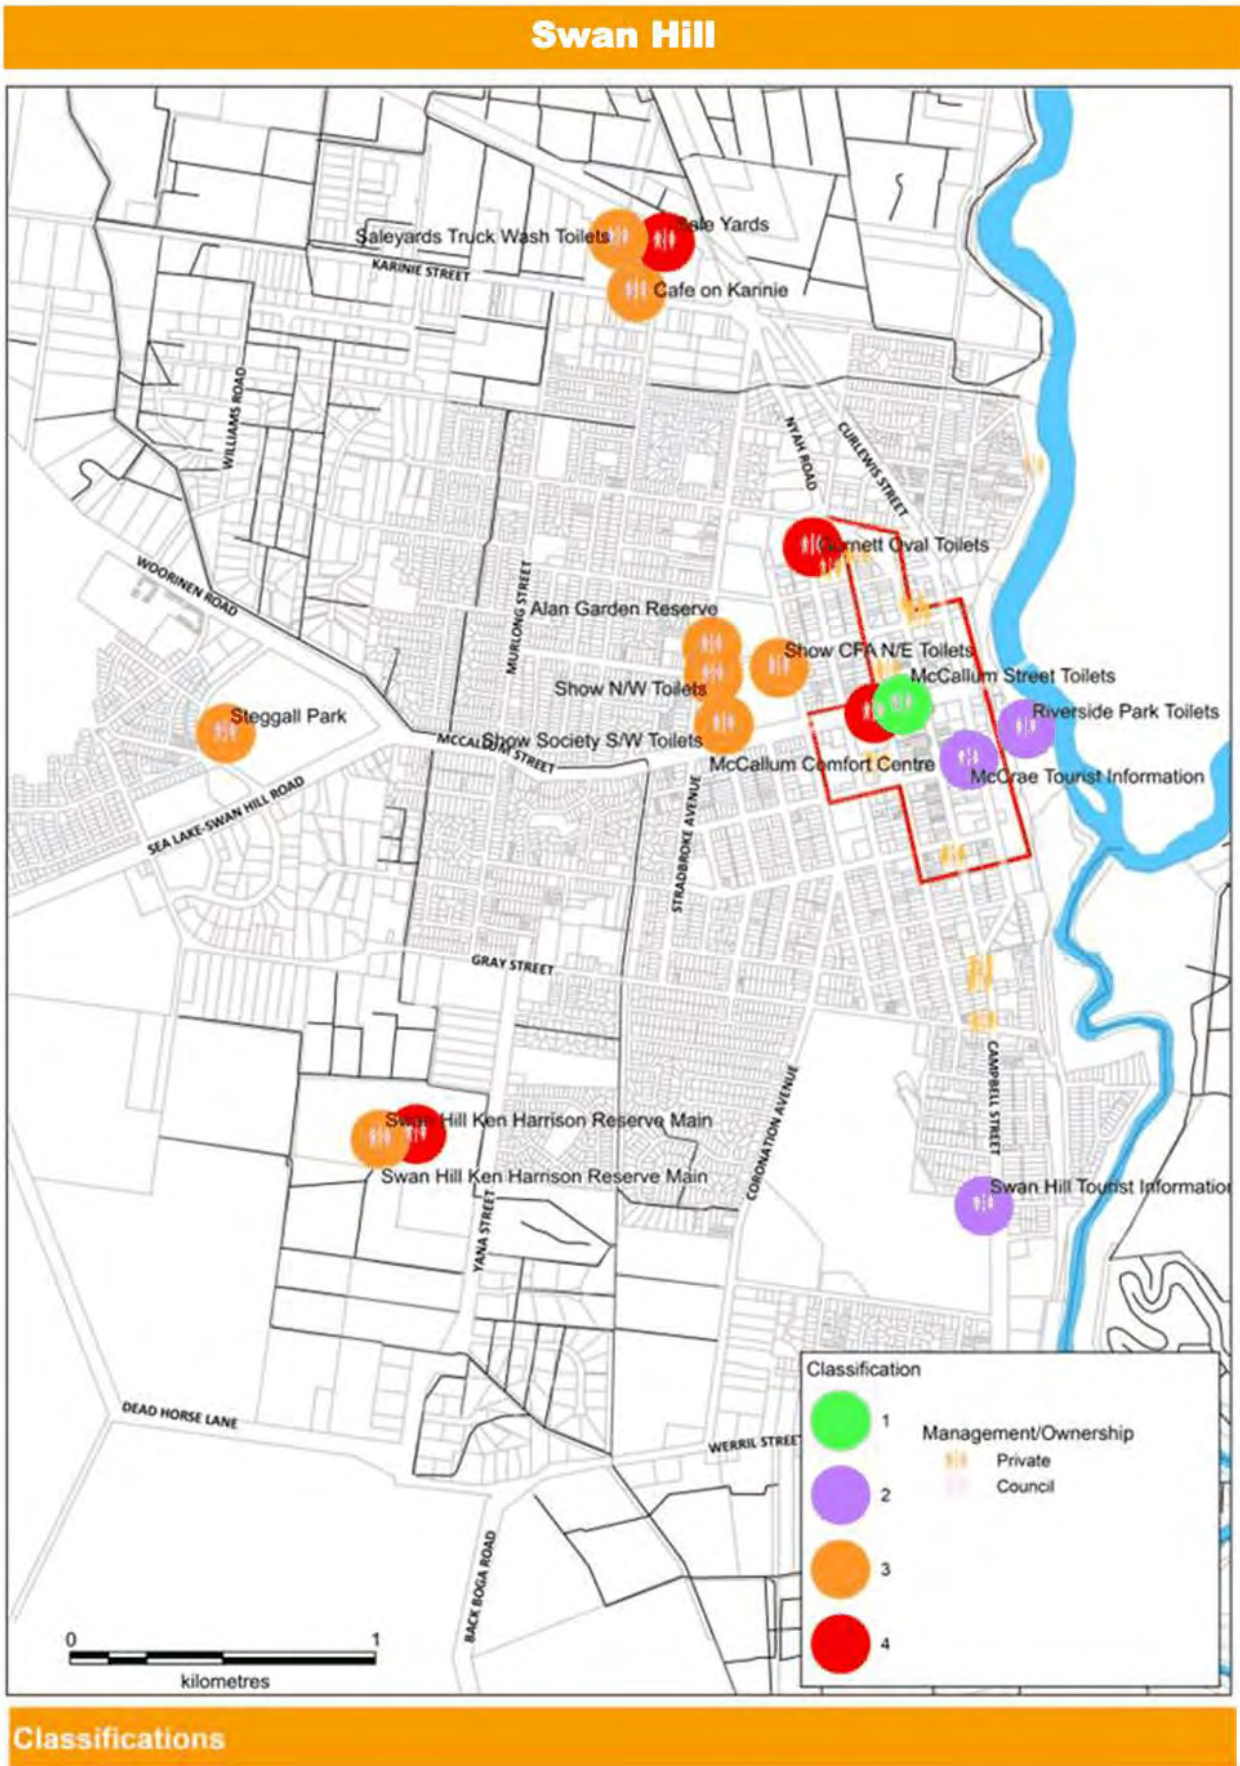 Swan Hill
Sale Yards
Saleyards Truck Wash Toilets
KARINIE STREET
Cafe on Karinie
WILLIAMS ROAD
NYAH ROAD
CURLEWIS STREET
Gurnett Oval Toilets
WOORINEN ROAD
MURLONG STREET
Alan Garden Reserve
Show CFA N/E Toilets
McCallum Street Toilets
Show N/W Toilets
Steggall Park
Riverside Park Toilets
MCCALLUM STREET
Show Society S/W Toilets
McCallum Comfort Centre
McCrae Tourist Information
SEA LAKE-SWAN HILL ROAD
STRADBROKE AVENUE
GRAY STREET
CAMPBELL STREET
CORONATION AVENUE
Swan Hill Ken Harrison Reserve Main
Swan Hill Ken Harrison Reserve Main
Swan Hill Tourist Information
YANA STREET
DEAD HORSE LANE
WERRIL STREE
BACK BOGA ROAD
Classification
1
2
3
4
Management/Ownership
Private
Council
0 1
kilometres
Classifications